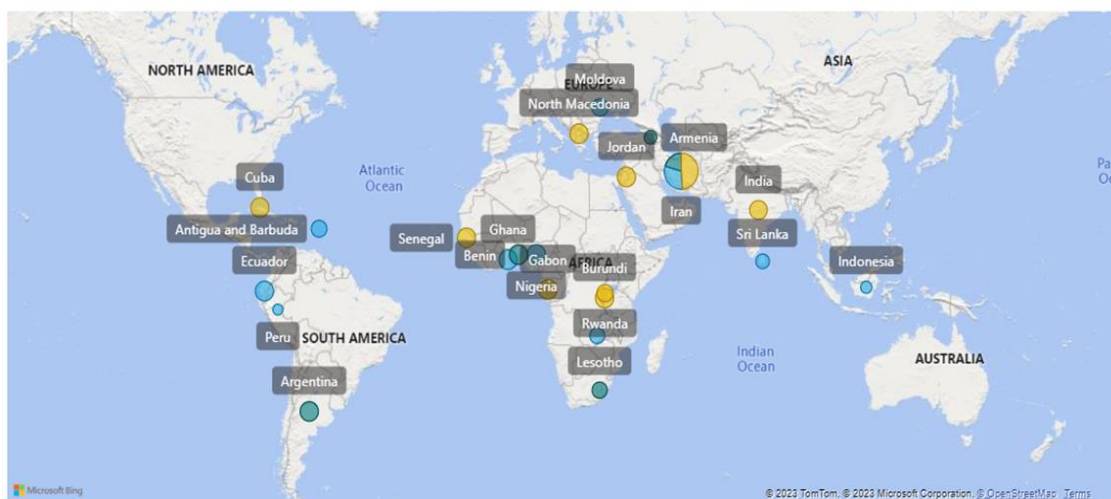 NORTH AMERICA
ASIA
Moldova
EUROPE
North Macedonia
Jordan
Armenia
Atlantic
Ocean
Cuba
India
Iran
Antigua and Barbuda
Senegal
Ghana
Sri Lanka
Benin
Gabon
AFRICA
Burundi
Ecuador
Indonesia
Nigeria
Rwanda
Peru
SOUTH AMERICA
Indian
Ocean
AUSTRALIA
Lesotho
Argentina
Pa
Oc
Microsoft Bing
© 2023 TomTom, © 2023 Microsoft Corporation, © OpenStreetMap Terms